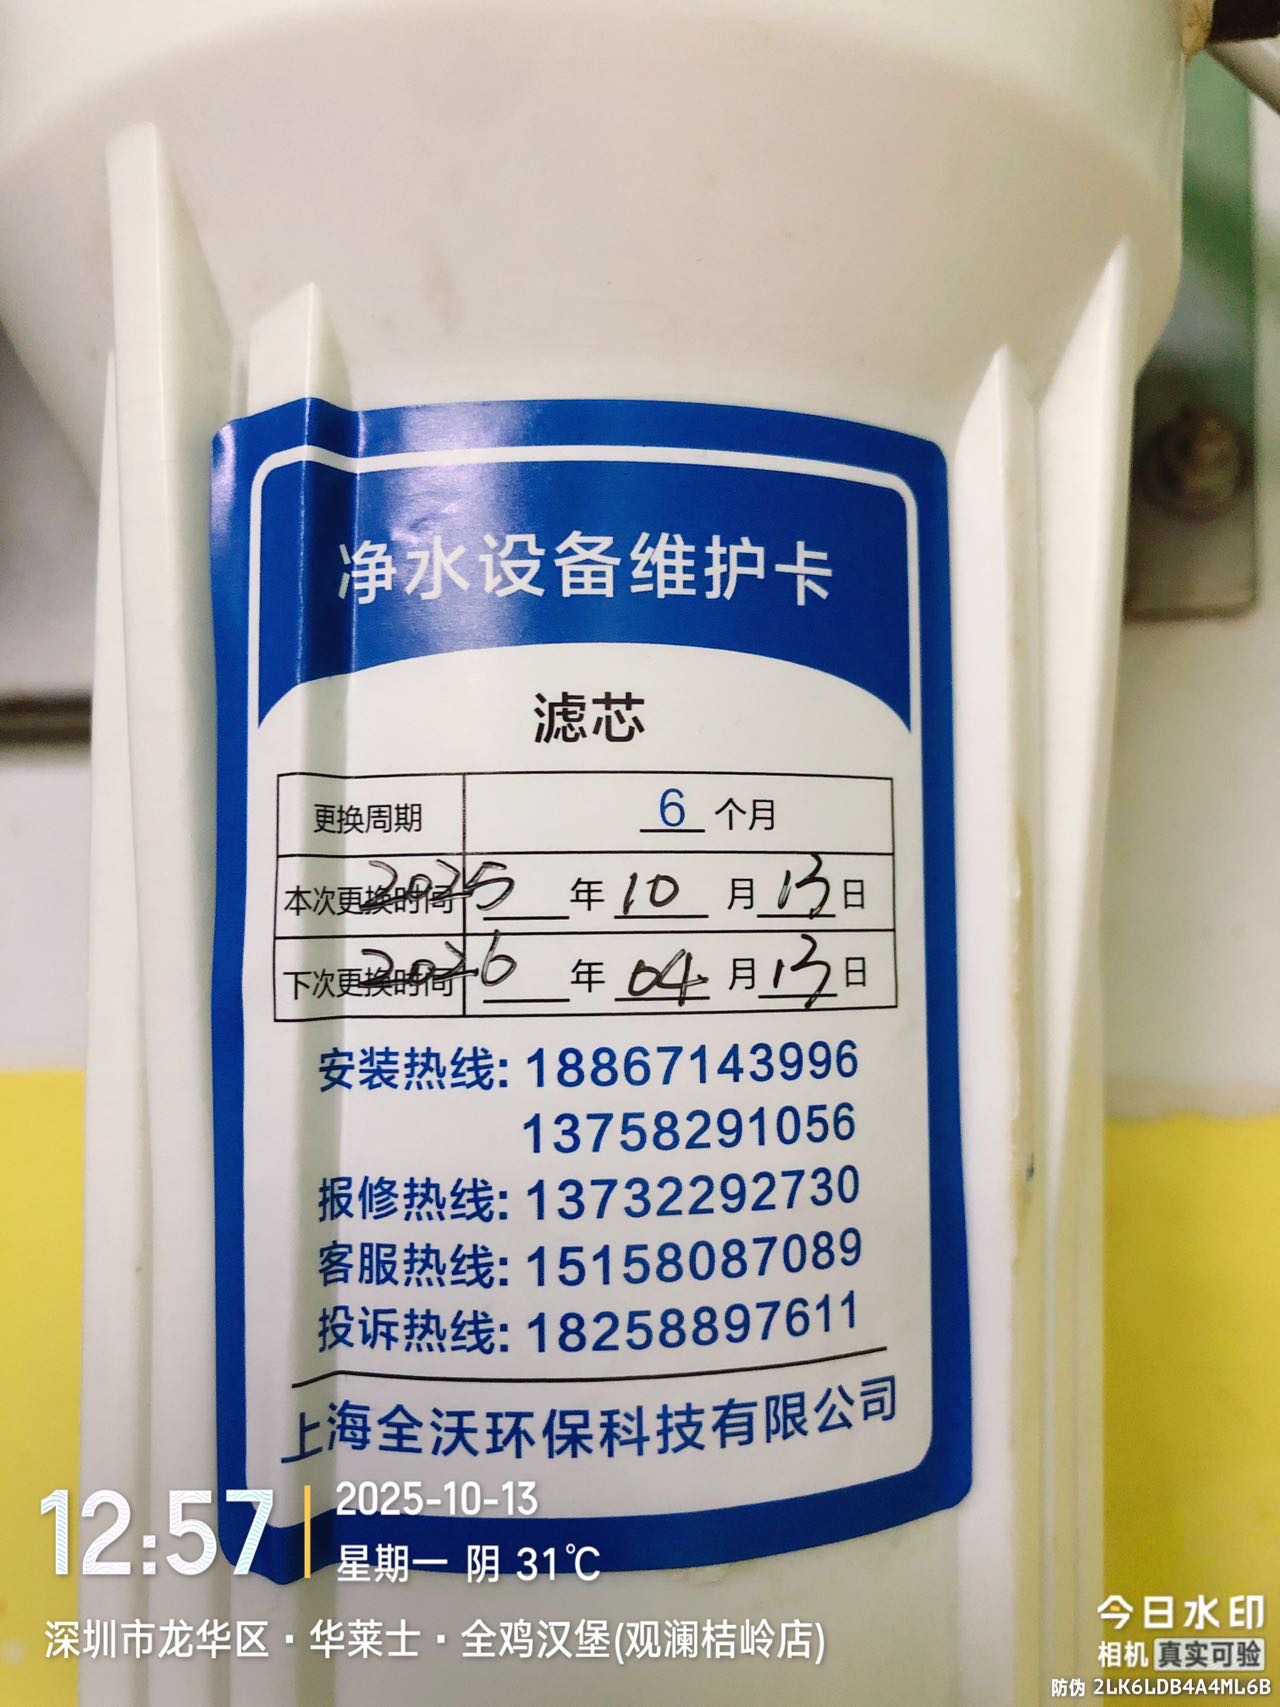 净水设备维护卡
滤芯
更换周期 6 个月
本次更换时间 2025 年 10 月 13 日
下次更换时间 2026 年 04 月 13 日
安装热线: 18867143996
13758291056
报修热线: 13732292730
客服热线: 15158087089
投诉热线: 18258897611
上海全沃环保科技有限公司
12:57
2025-10-13
星期一 阴 31℃
深圳市龙华区·华莱士·全鸡汉堡(观澜桔岭店)
今日水印
相机 真实可验
防伪 2LK6LDB4A4ML6B